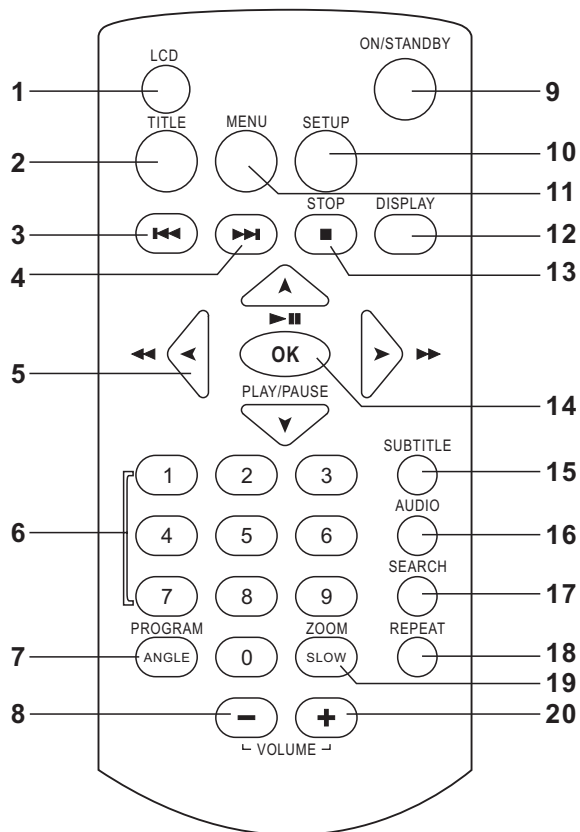 LCD ON/STANDBY
1 9
TITLE MENU SETUP
2 10
11
STOP DISPLAY
3 12
4 13
OK
5 14
PLAY/PAUSE
SUBTITLE
1 2 3 15
AUDIO
6 4 5 6 16
SEARCH
7 8 9 17
PROGRAM ZOOM REPEAT
7 ANGLE 0 SLOW 18
19
8 − + 20
VOLUME